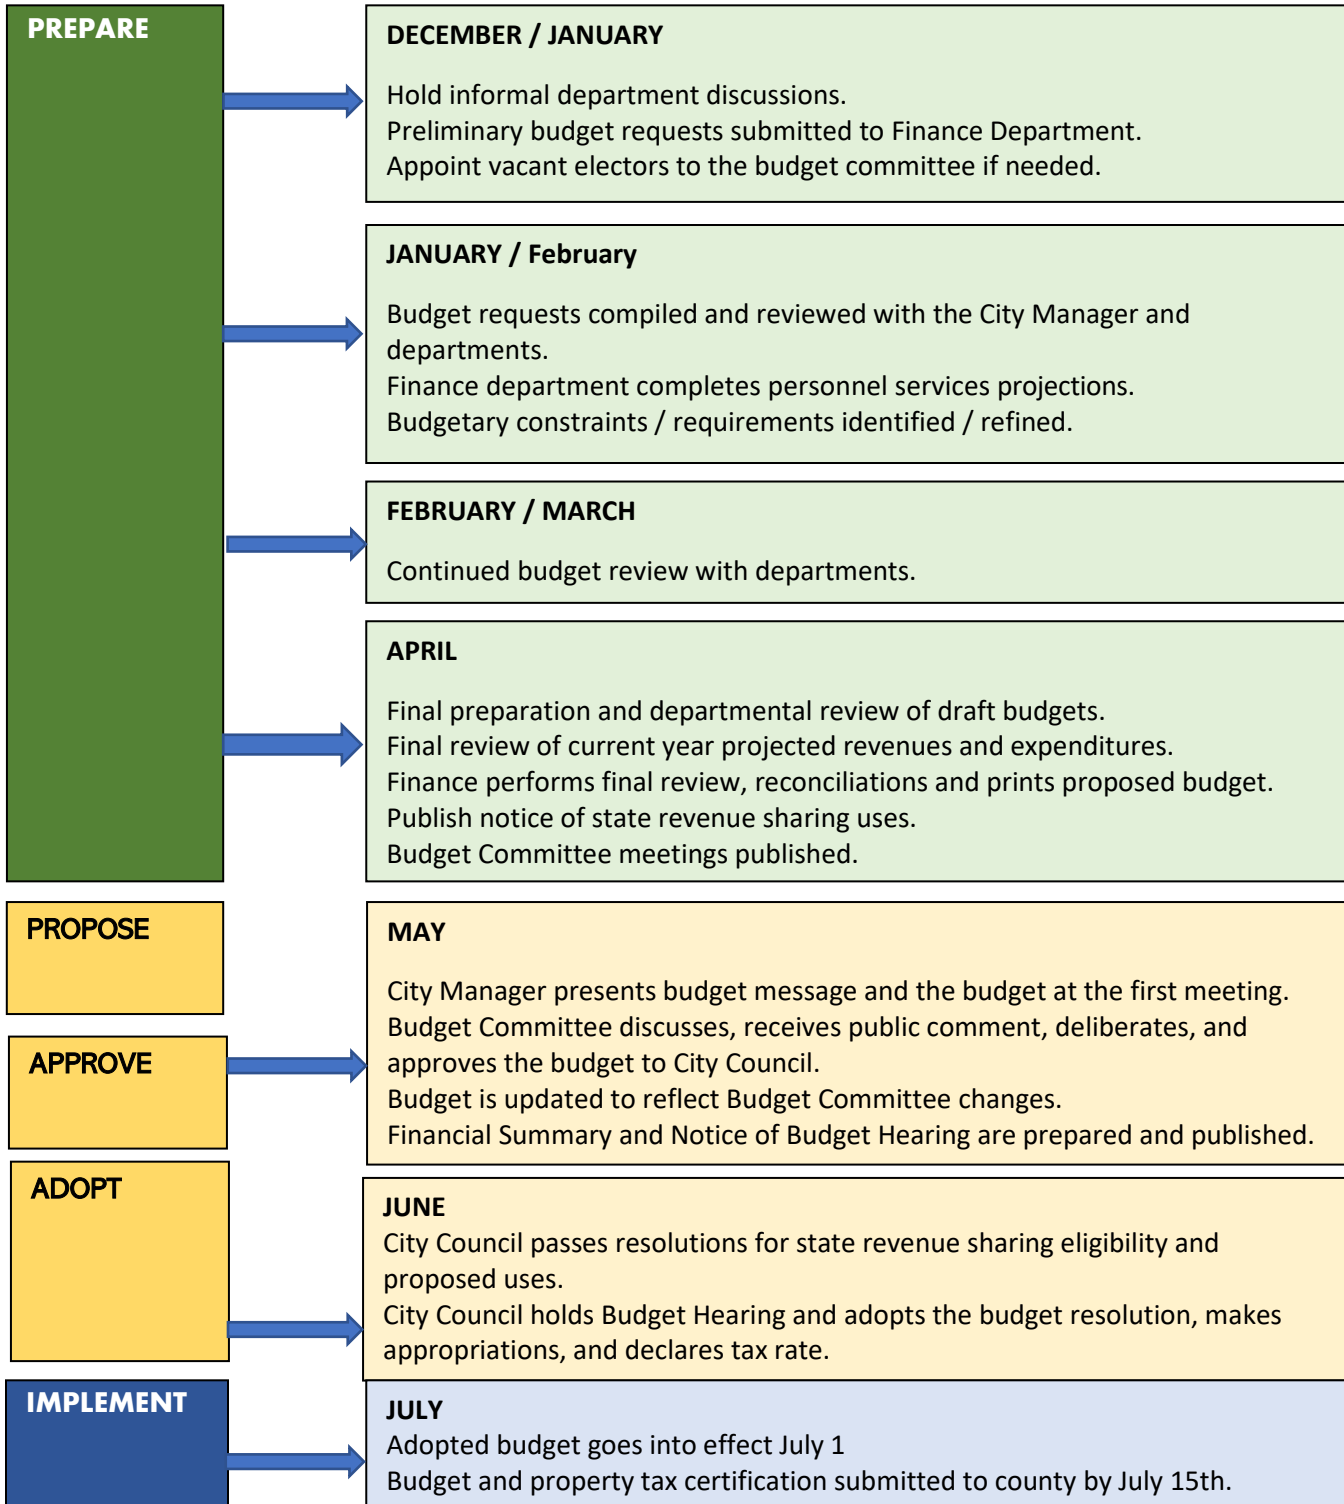 PREPARE
DECEMBER / JANUARY
Hold informal department discussions.
Preliminary budget requests submitted to Finance Department.
Appoint vacant electors to the budget committee if needed.
JANUARY / February
Budget requests compiled and reviewed with the City Manager and
departments.
Finance department completes personnel services projections.
Budgetary constraints / requirements identified / refined.
FEBRUARY / MARCH
Continued budget review with departments.
APRIL
Final preparation and departmental review of draft budgets.
Final review of current year projected revenues and expenditures.
Finance performs final review, reconciliations and prints proposed budget.
Publish notice of state revenue sharing uses.
Budget Committee meetings published.
PROPOSE
APPROVE
MAY
City Manager presents budget message and the budget at the first meeting.
Budget Committee discusses, receives public comment, deliberates, and
approves the budget to City Council.
Budget is updated to reflect Budget Committee changes.
Financial Summary and Notice of Budget Hearing are prepared and published.
ADOPT
JUNE
City Council passes resolutions for state revenue sharing eligibility and
proposed uses.
City Council holds Budget Hearing and adopts the budget resolution, makes
appropriations, and declares tax rate.
IMPLEMENT
JULY
Adopted budget goes into effect July 1
Budget and property tax certification submitted to county by July 15th.